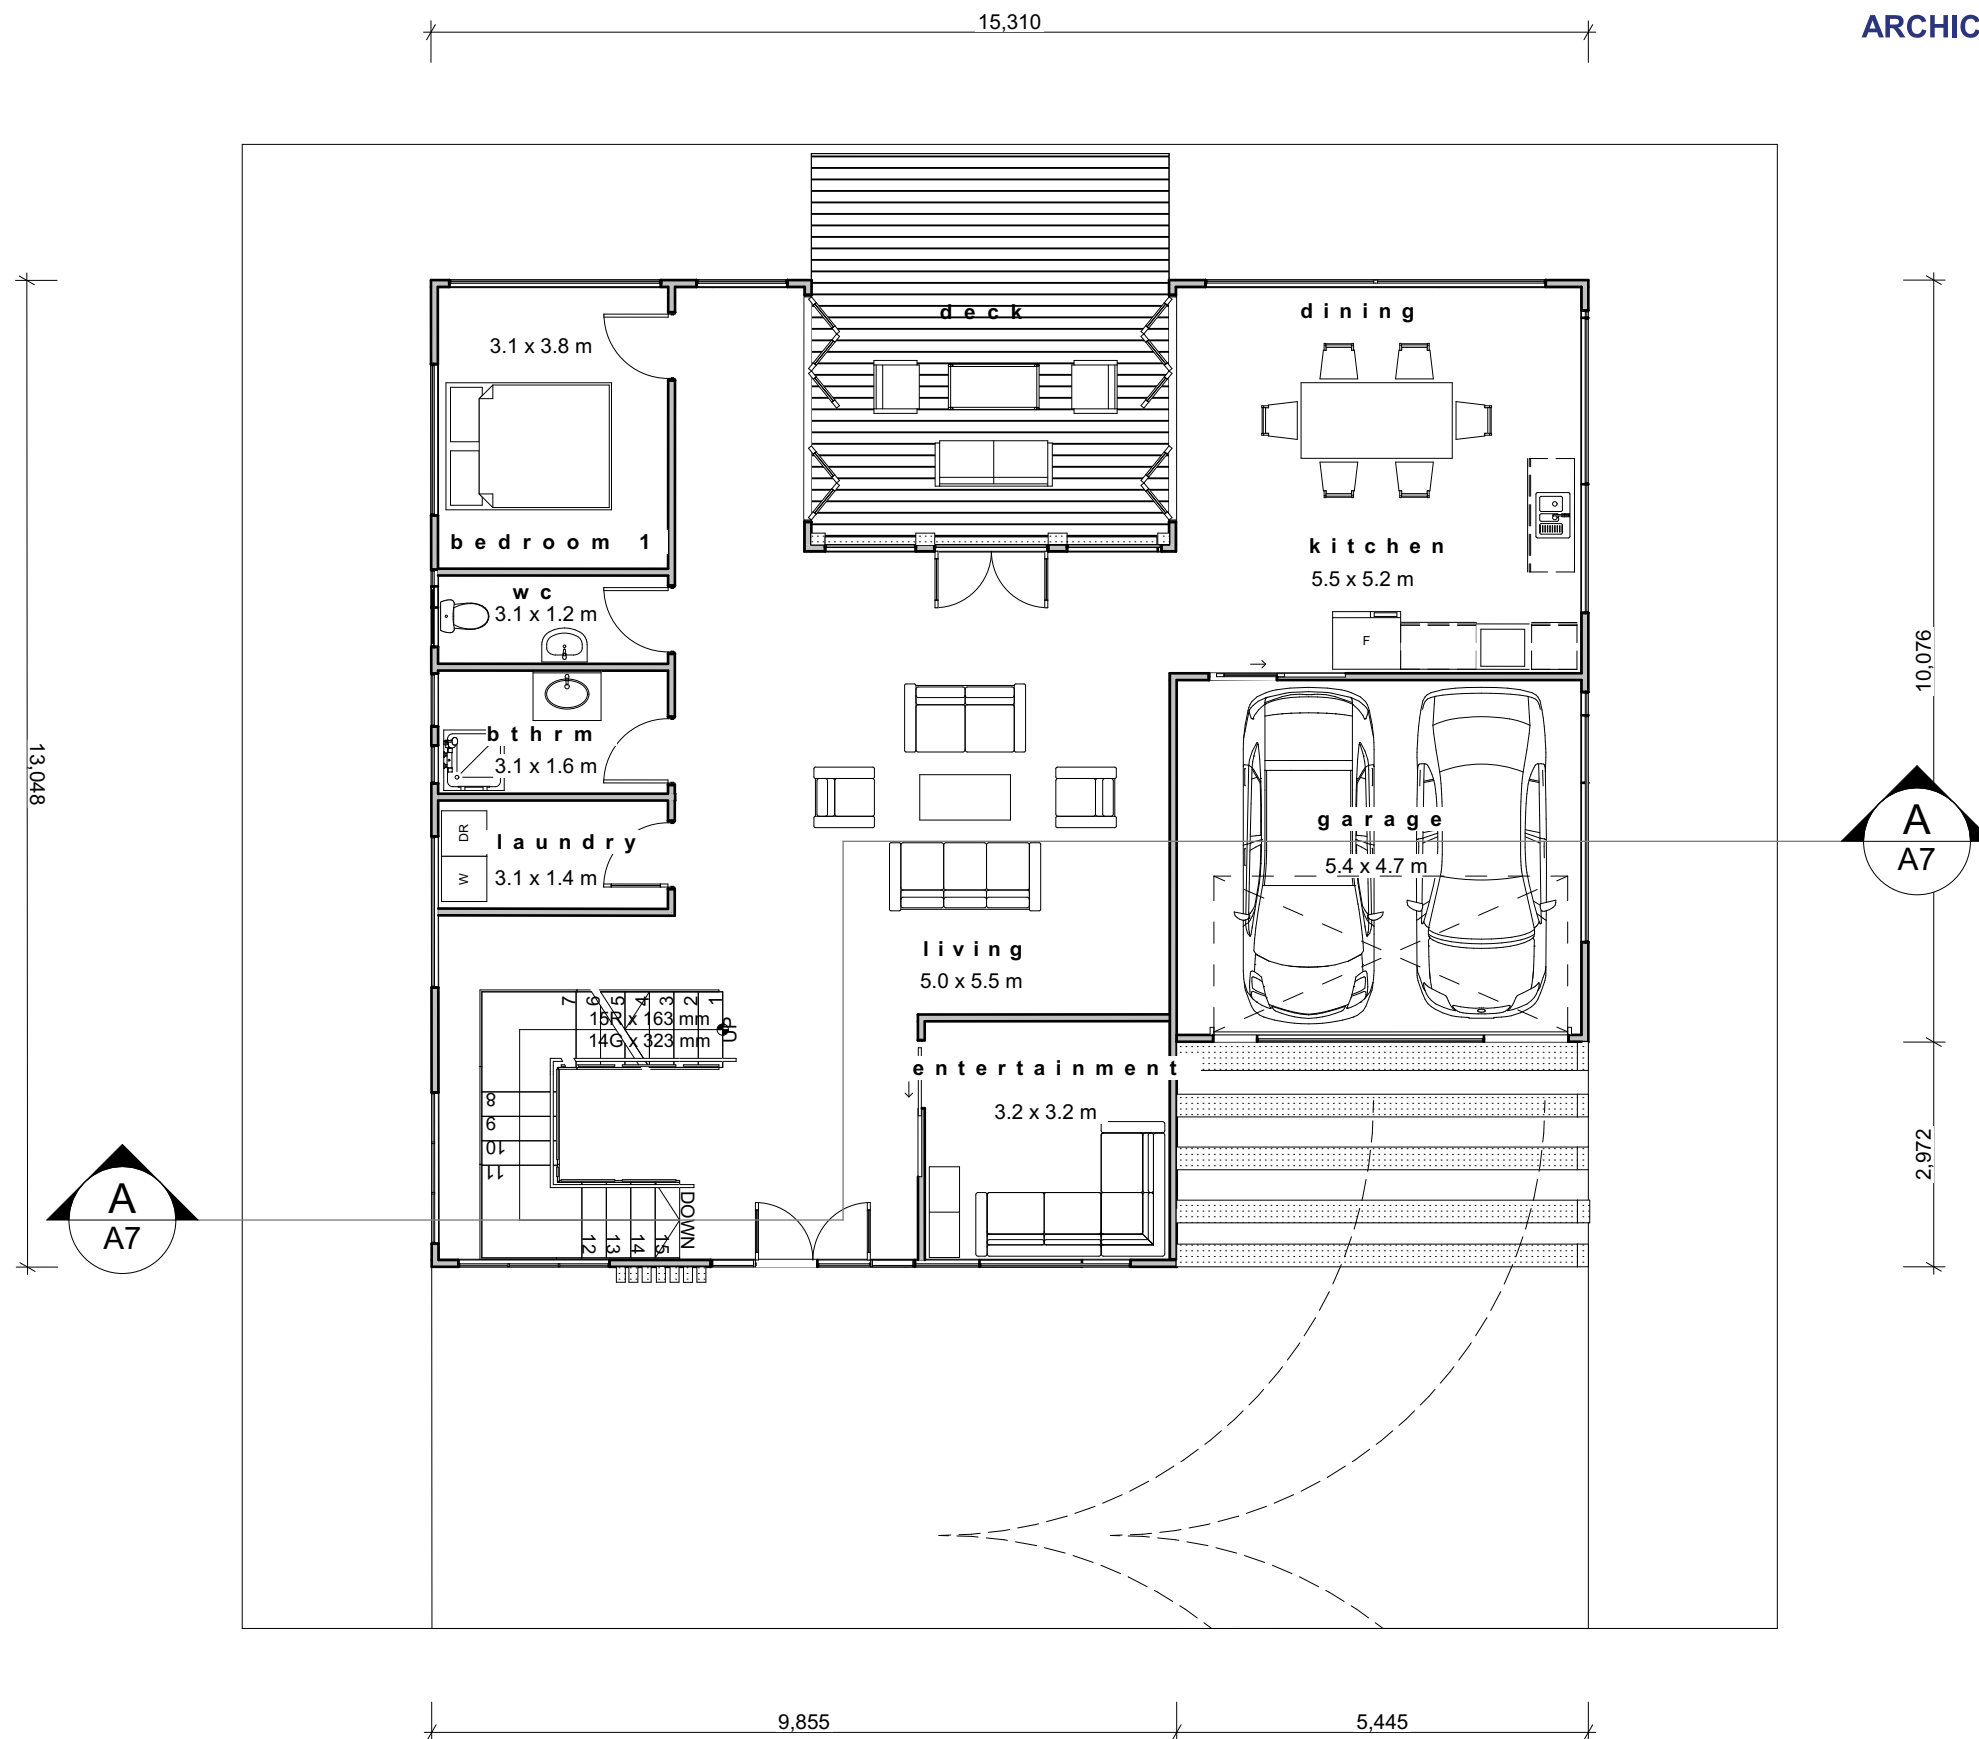 15,310
ARCHIC
deck
dining
3.1 x 3.8 m
bedroom 1
kitchen
5.5 x 5.2 m
wc
3.1 x 1.2 m
F
10,076
bthrm
3.1 x 1.6 m
13,048
DR
laundry
W
3.1 x 1.4 m
garage
5.4 x 4.7 m
A
A7
living
5.0 x 5.5 m
7
6
5
4
3
2
1
15R x 163 mm
14G x 323 mm
UP
entertainment
3.2 x 3.2 m
8
9
10
11
2,972
A
A7
DOWN
12
13
14
15
9,855
5,445